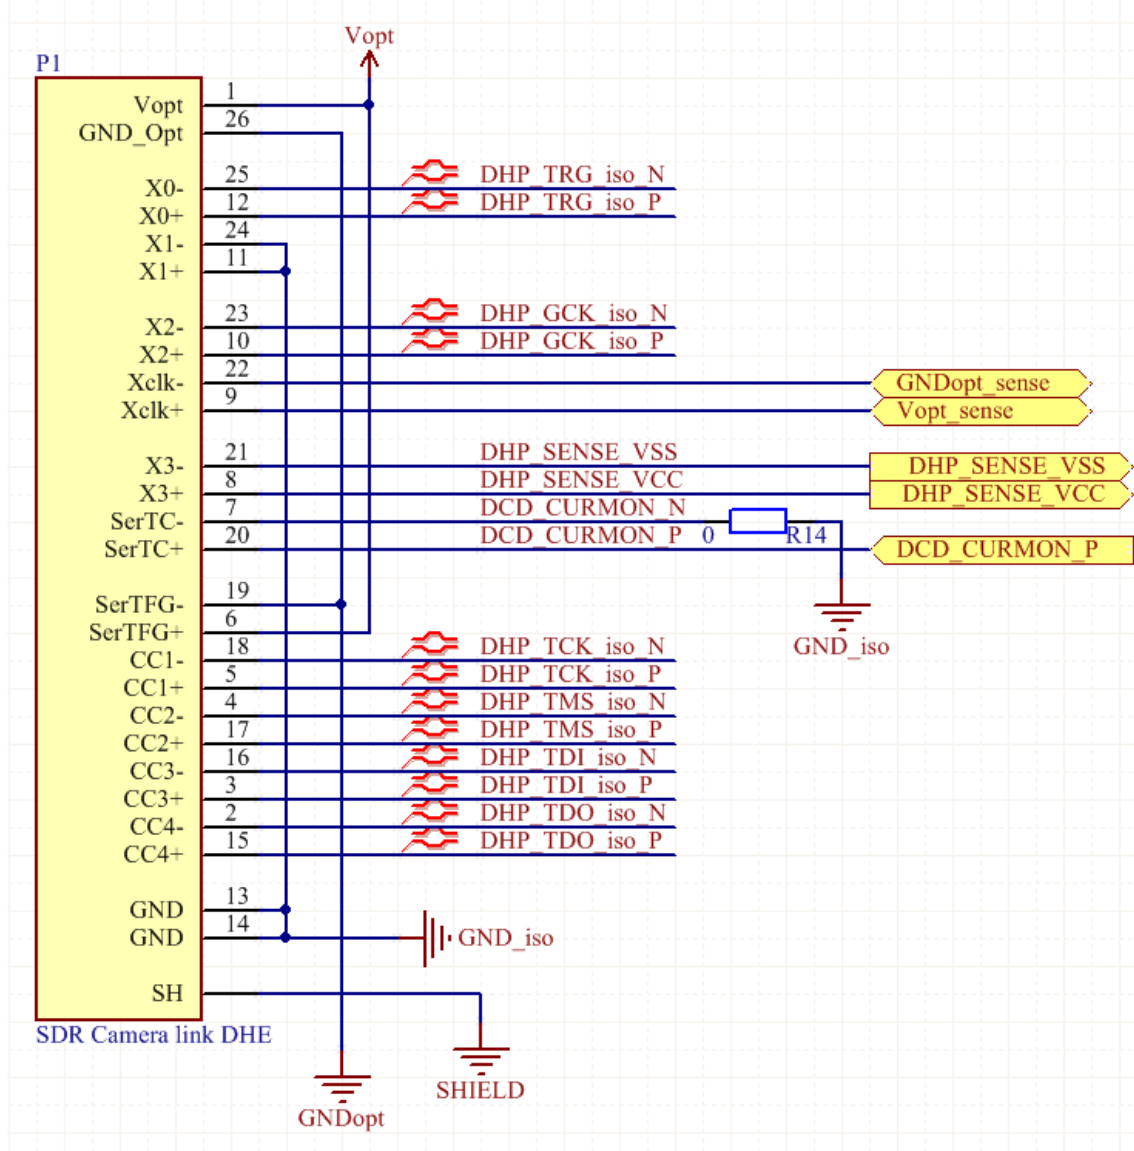 Vopt
P1
Vopt 1
GND_Opt 26
X0- 25 DHP_TRG_iso_N
X0+ 12 DHP_TRG_iso_P
X1- 24
X1+ 11
X2- 23 DHP_GCK_iso_N
X2+ 10 DHP_GCK_iso_P
Xclk- 22 GNDopt_sense
Xclk+ 9 Vopt_sense
X3- 21 DHP_SENSE_VSS DHP_SENSE_VSS
X3+ 8 DHP_SENSE_VCC DHP_SENSE_VCC
SerTC- 7 DCD_CURMON_N
SerTC+ 20 DCD_CURMON_P 0 R14 DCD_CURMON_P
SerTFG- 19
SerTFG+ 6
GND_iso
CC1- 18 DHP_TCK_iso_N
CC1+ 5 DHP_TCK_iso_P
CC2- 4 DHP_TMS_iso_N
CC2+ 17 DHP_TMS_iso_P
CC3- 16 DHP_TDI_iso_N
CC3+ 3 DHP_TDI_iso_P
CC4- 2 DHP_TDO_iso_N
CC4+ 15 DHP_TDO_iso_P
GND 13
GND 14 GND_iso
SH
SDR Camera link DHE
SHIELD
GNDopt